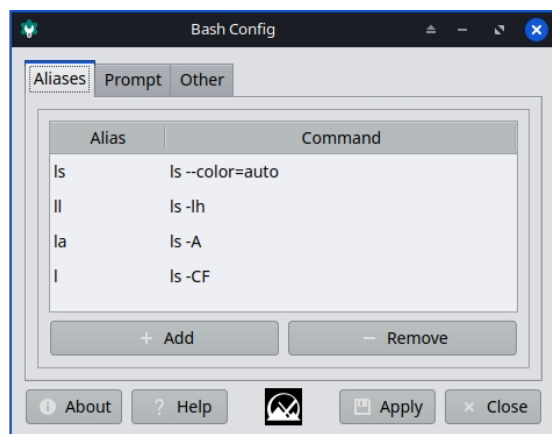 Bash Config
Aliases Prompt Other
Alias Command
ls ls --color=auto
ll ls -lh
la ls -A
l ls -CF
+ Add − Remove
About ? Help Apply × Close